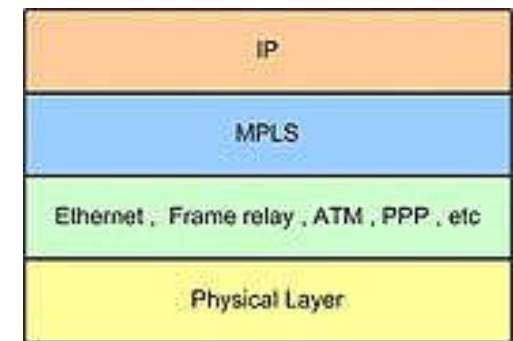 IP
MPLS
Ethernet , Frame relay , ATM , PPP , etc
Physical Layer